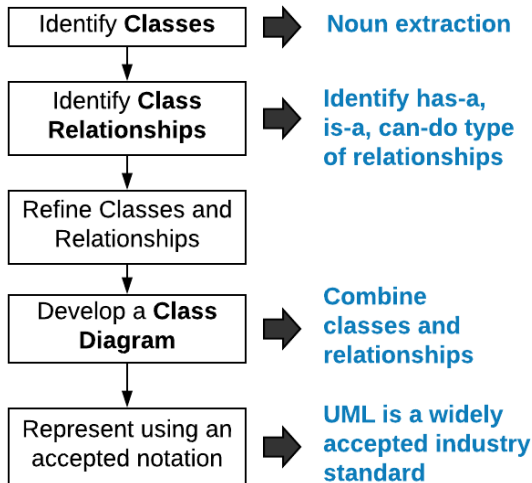 Identify Classes
Noun extraction
Identify Class
Relationships
Identify has-a,
is-a, can-do type
of relationships
Refine Classes and
Relationships
Develop a Class
Diagram
Combine
classes and
relationships
Represent using an
accepted notation
UML is a widely
accepted industry
standard